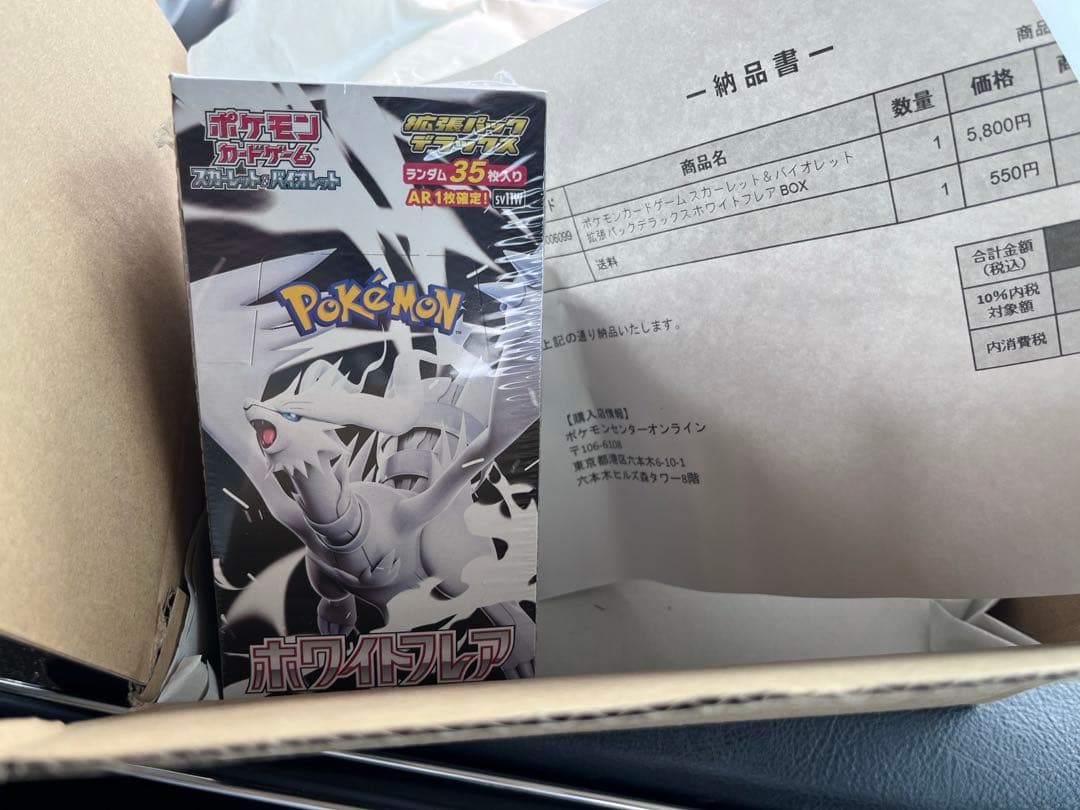 ポケモン
カードゲーム
スカーレット&バイオレット
拡張パック
デラックス
ランダム35枚入り
AR1枚確定!
sv11W
POKÉMON
ホワイトフレア
ー納品書ー
商品
商品名
数量
価格
006099
ポケモンカードゲーム スカーレット&バイオレット
拡張パックデラックス ホワイトフレア BOX
1
5,800円
送料
1
550円
合計金額
(税込)
10%内税
対象額
内消費税
上記の通り納品いたします。
【購入店情報】
ポケモンセンターオンライン
〒106-6108
東京都港区六本木6-10-1
六本木ヒルズ森タワー8階